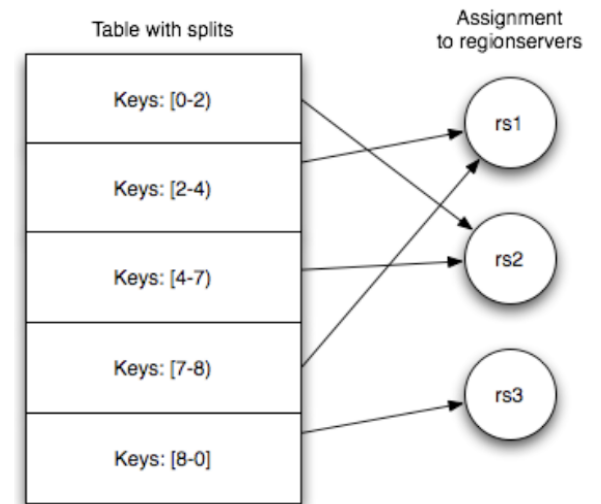 Table with splits
Assignment
to regionservers
Keys: [0-2)
Keys: [2-4)
Keys: [4-7)
Keys: [7-8)
Keys: [8-0]
rs1
rs2
rs3